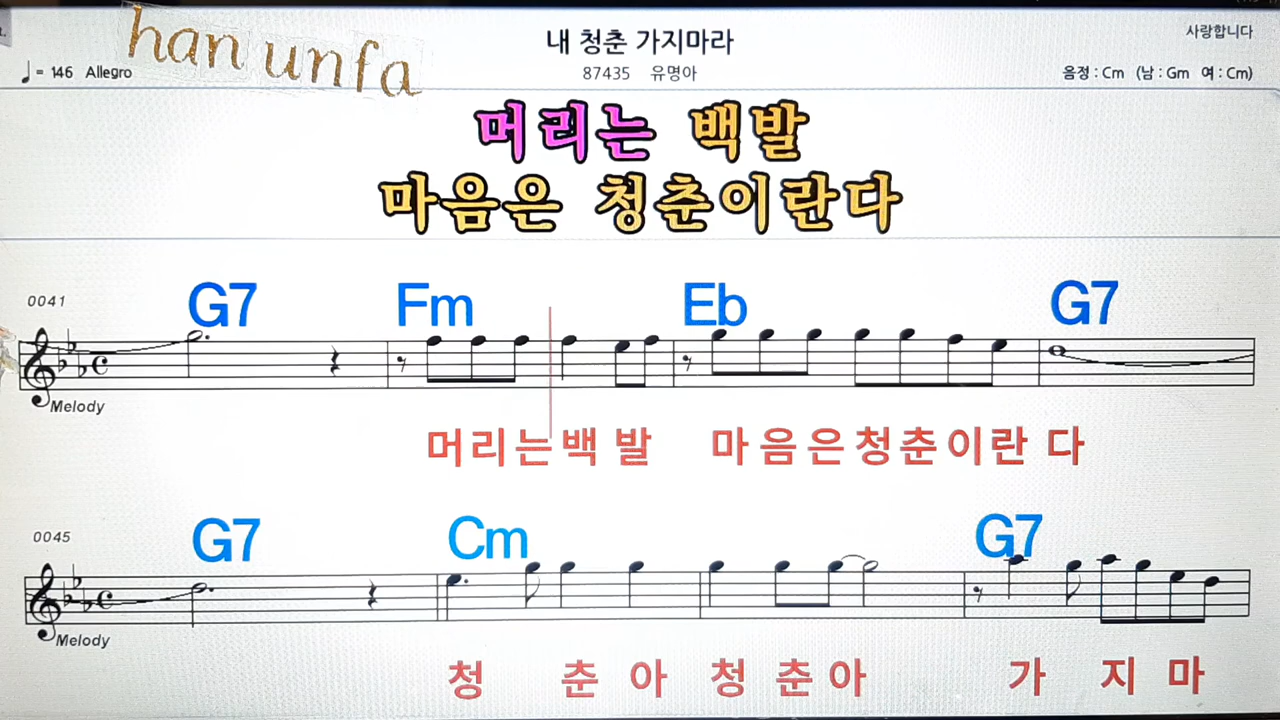 han unfa
내 청춘 가지마라
사랑합니다
♩= 146 Allegro
87435 유명아
음정 : Cm (남 : Gm 여 : Cm)
머리는 백발
마음은 청춘이란다
0041
G7 Fm Eb G7
Melody
머리는백 발 마음은청춘이란 다
0045
G7 Cm G7
Melody
청 춘 아 청 춘 아 가 지 마